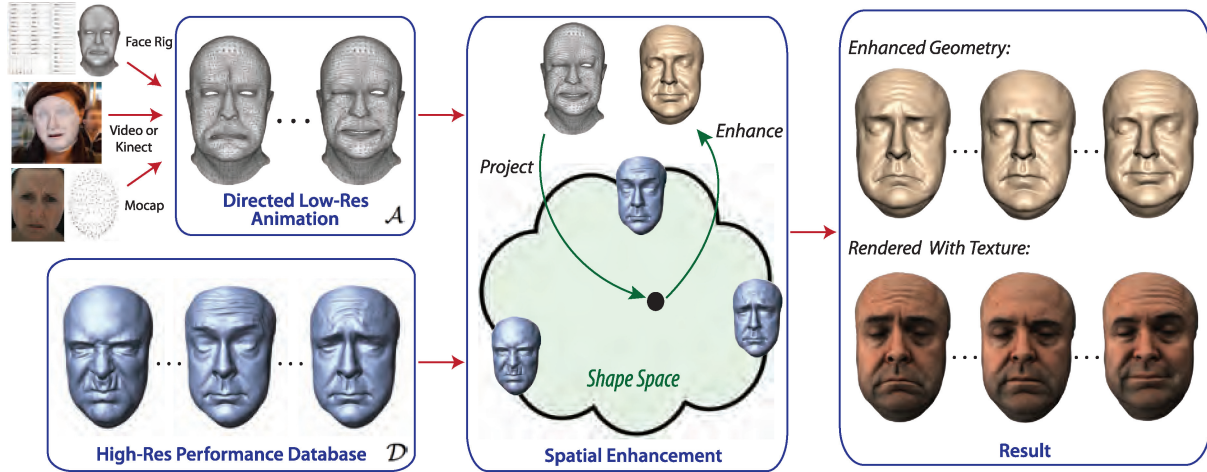 Face Rig
Video or
Kinect
Mocap
Directed Low-Res
Animation
𝒜
High-Res Performance Database
𝒟
Project
Enhance
Shape Space
Spatial Enhancement
Enhanced Geometry:
... ...
Rendered With Texture:
... ...
Result